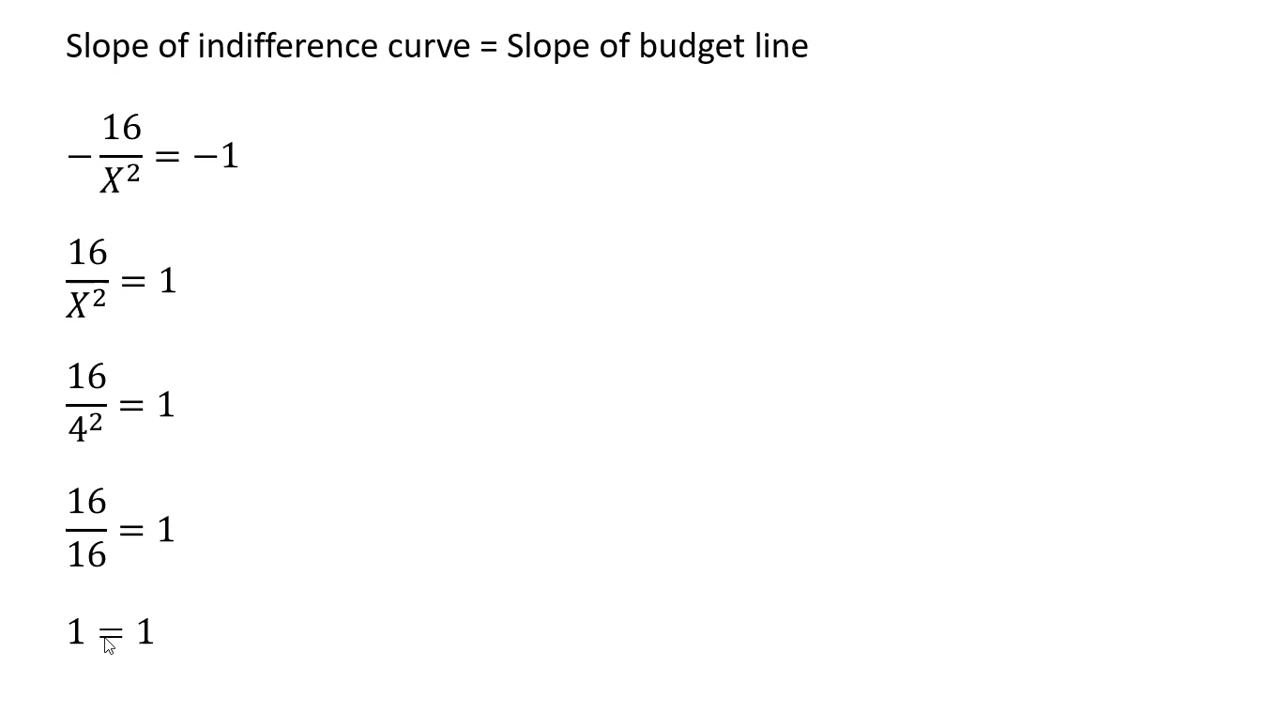 Slope of indifference curve = Slope of budget line
−16/X² = −1
16/X² = 1
16/4² = 1
16/16 = 1
1 = 1